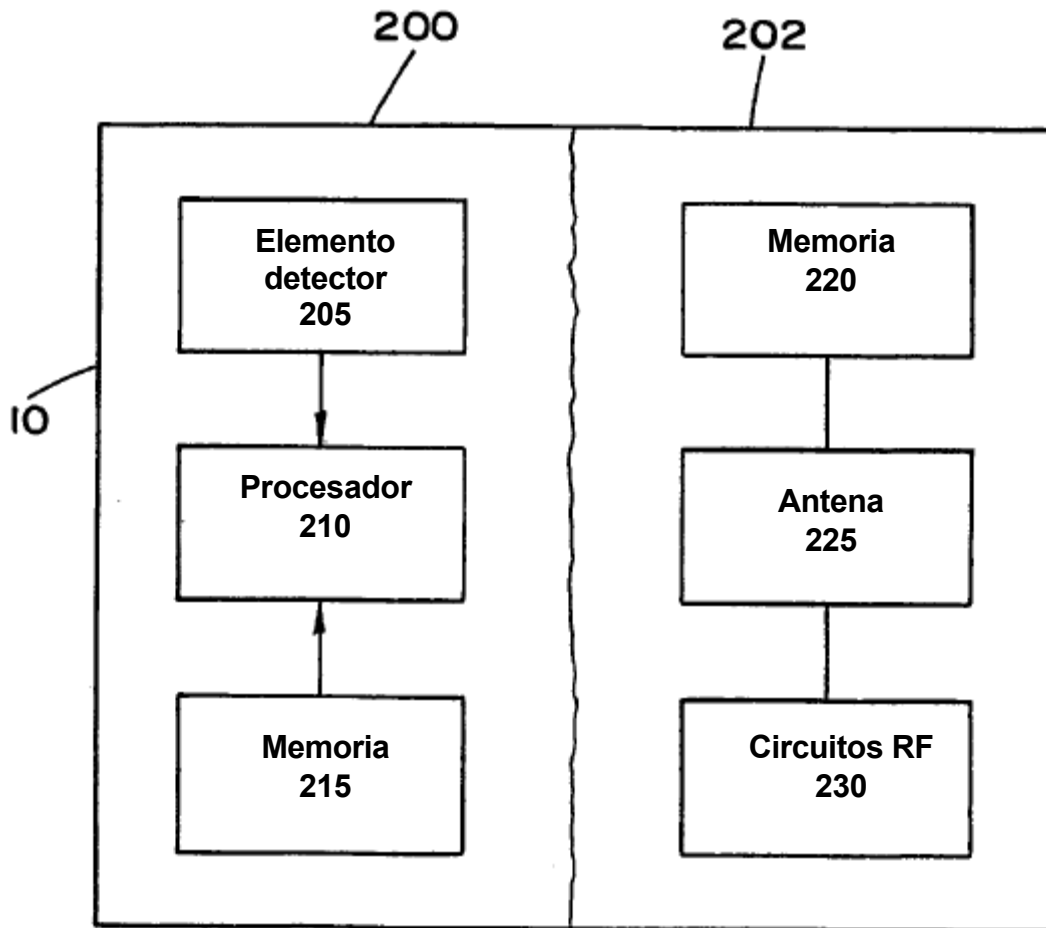 200
202
10
Elemento
detector
205
Procesador
210
Memoria
215
Memoria
220
Antena
225
Circuitos RF
230